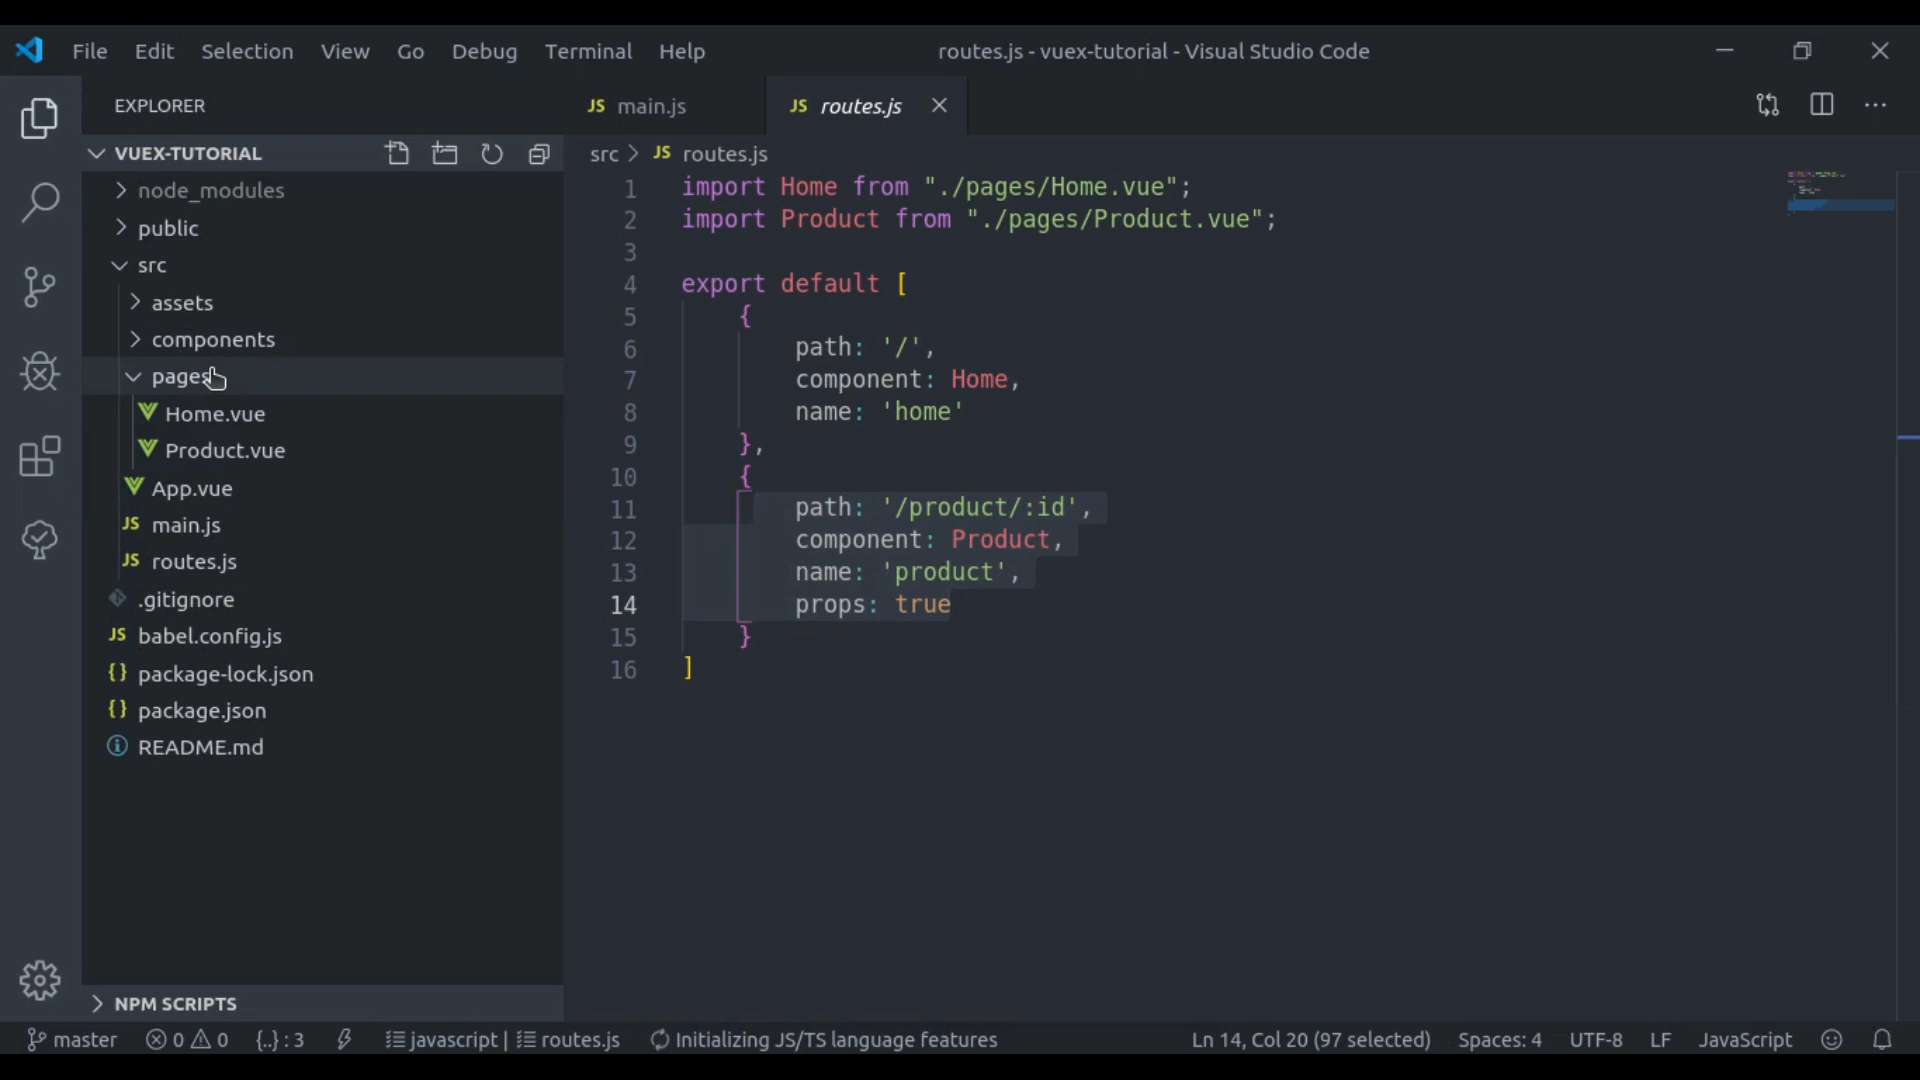 File Edit Selection View Go Debug Terminal Help routes.js - vuex-tutorial - Visual Studio Code
EXPLORER
VUEX-TUTORIAL
node_modules
public
src
assets
components
pages
Home.vue
Product.vue
App.vue
JS main.js
JS routes.js
.gitignore
JS babel.config.js
{} package-lock.json
{} package.json
README.md
NPM SCRIPTS
JS main.js JS routes.js
src > JS routes.js
1 import Home from "./pages/Home.vue";
2 import Product from "./pages/Product.vue";
3
4 export default [
5 {
6 path: '/',
7 component: Home,
8 name: 'home'
9 },
10 {
11 path: '/product/:id',
12 component: Product,
13 name: 'product',
14 props: true
15 }
16 ]
master 0 0 {..} : 3 javascript | routes.js Initializing JS/TS language features Ln 14, Col 20 (97 selected) Spaces: 4 UTF-8 LF JavaScript